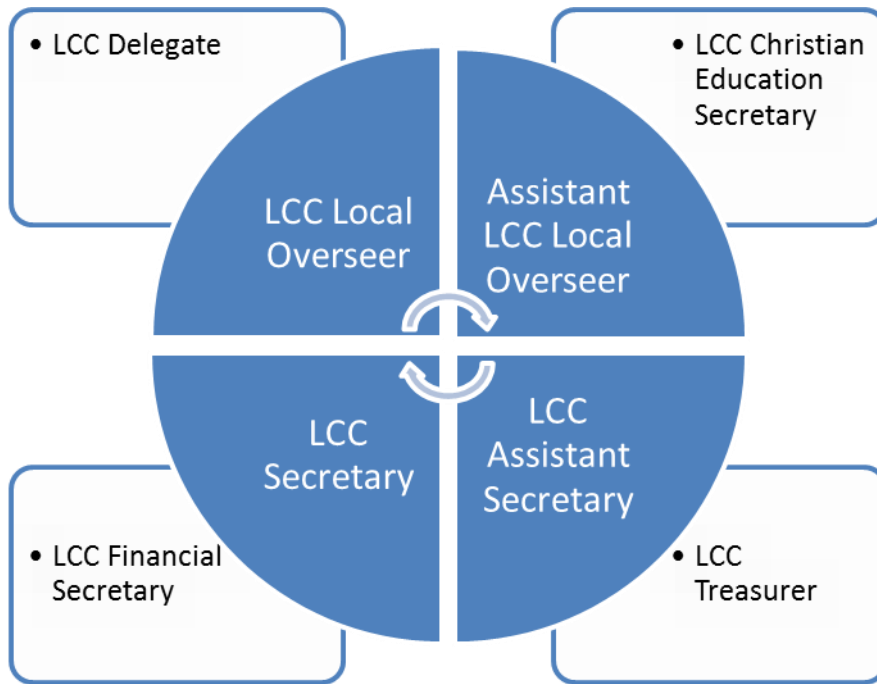 • LCC Delegate
• LCC Christian
Education
Secretary
LCC Local
Overseer
Assistant
LCC Local
Overseer
LCC
Secretary
LCC
Assistant
Secretary
• LCC Financial
Secretary
• LCC
Treasurer